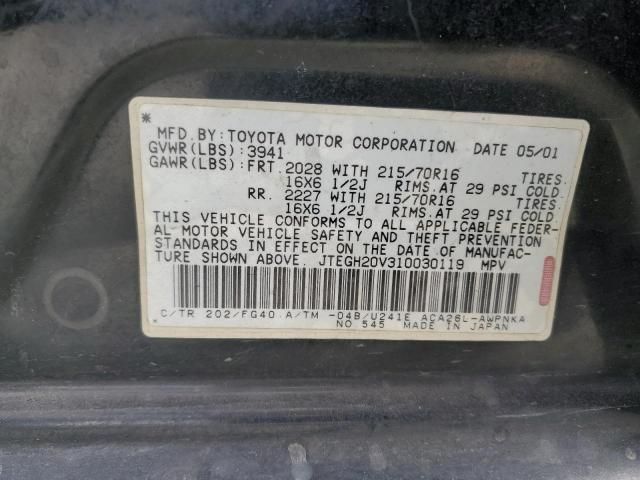 *
MFD. BY: TOYOTA MOTOR CORPORATION DATE 05/01
GVWR(LBS): 3941
GAWR(LBS): FRT. 2028 WITH 215/70R16 TIRES.
16X6 1/2J RIMS. AT 29 PSI COLD.
RR. 2227 WITH 215/70R16 TIRES.
16X6 1/2J RIMS. AT 29 PSI COLD.
THIS VEHICLE CONFORMS TO ALL APPLICABLE FEDER-
AL MOTOR VEHICLE SAFETY AND THEFT PREVENTION
STANDARDS IN EFFECT ON THE DATE OF MANUFAC-
TURE SHOWN ABOVE. JTEGH20V310030119 MPV
C/TR 202/FG40 A/TM -04B/U241E ACA26L-AWPNKA
NO 545 MADE IN JAPAN